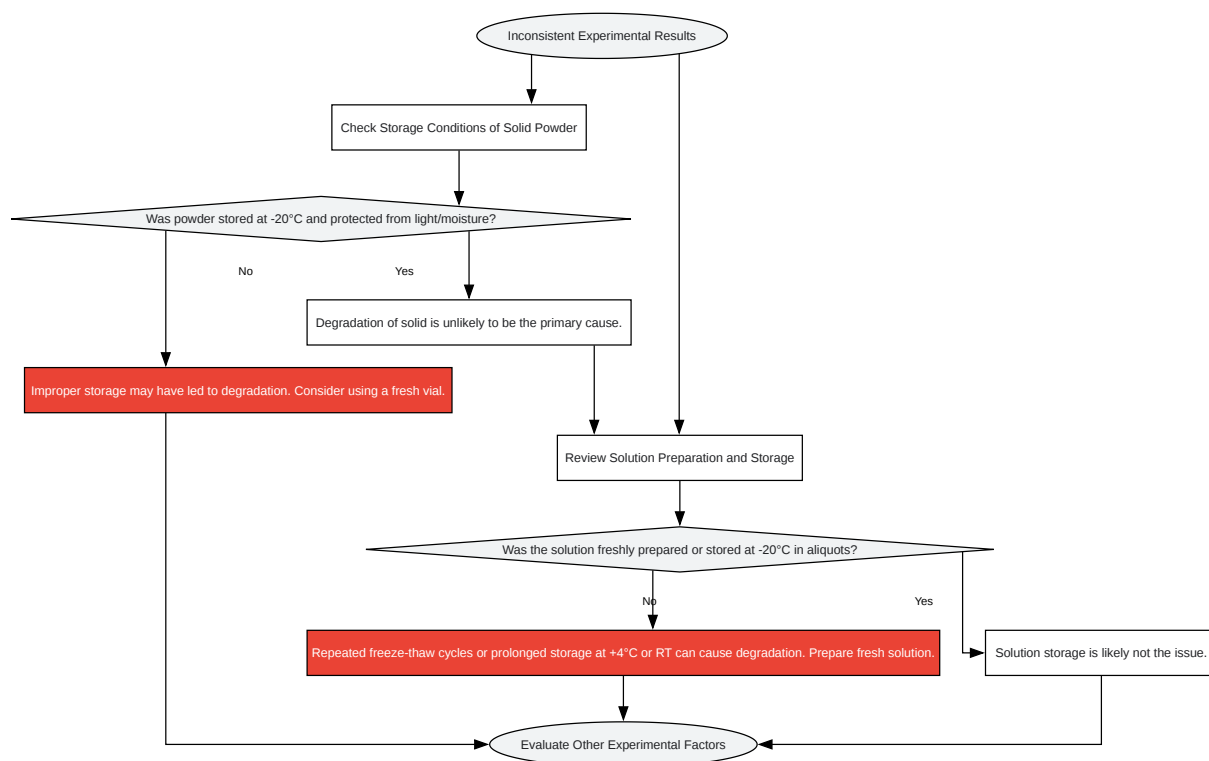 Inconsistent Experimental Results
Check Storage Conditions of Solid Powder
Was powder stored at -20°C and protected from light/moisture?
No
Yes
Degradation of solid is unlikely to be the primary cause.
Improper storage may have led to degradation. Consider using a fresh vial.
Review Solution Preparation and Storage
Was the solution freshly prepared or stored at -20°C in aliquots?
No
Yes
Repeated freeze-thaw cycles or prolonged storage at +4°C or RT can cause degradation. Prepare fresh solution.
Solution storage is likely not the issue.
Evaluate Other Experimental Factors